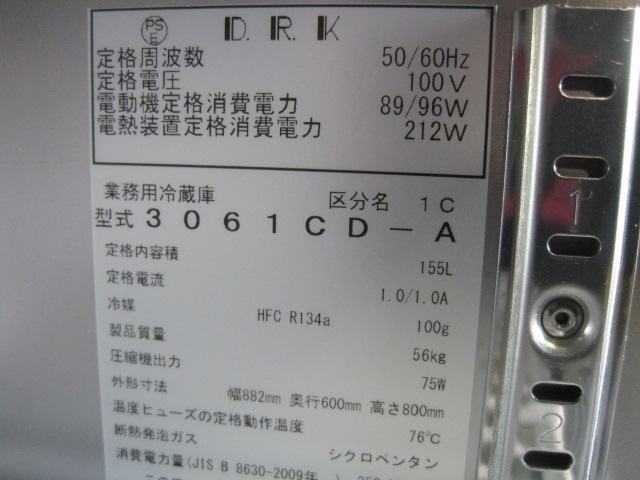 PS
E
D. R. K
定格周波数 50/60Hz
定格電圧 100V
電動機定格消費電力 89/96W
電熱装置定格消費電力 212W
業務用冷蔵庫 区分名 1C
型式 3061CD-A
定格内容積 155L
定格電流 1.0/1.0A
冷媒 HFC R134a 100g
製品質量 56kg
圧縮機出力 75W
外形寸法 幅882mm 奥行600mm 高さ800mm
温度ヒューズの定格動作温度 76℃
断熱発泡ガス シクロペンタン
消費電力量(JIS B 8630-2009年 )
1
2